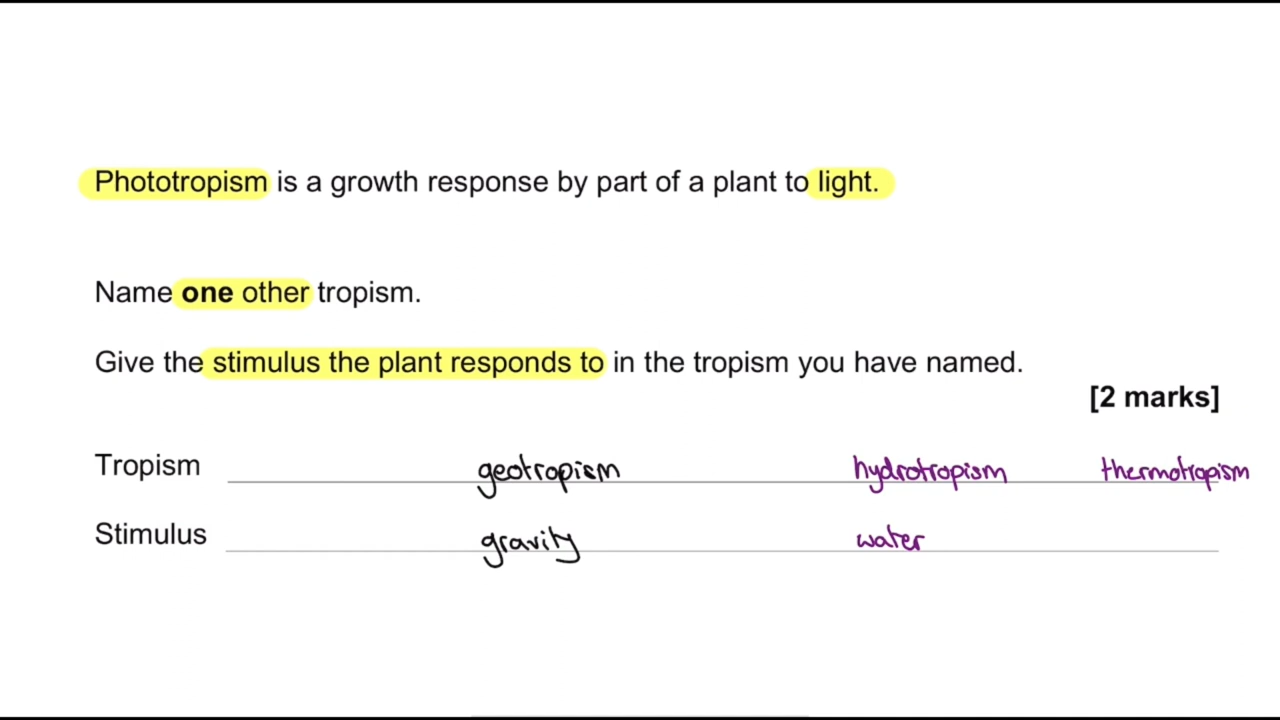 Phototropism is a growth response by part of a plant to light.
Name one other tropism.
Give the stimulus the plant responds to in the tropism you have named.
[2 marks]
Tropism geotropism hydrotropism thermotropism
Stimulus gravity water